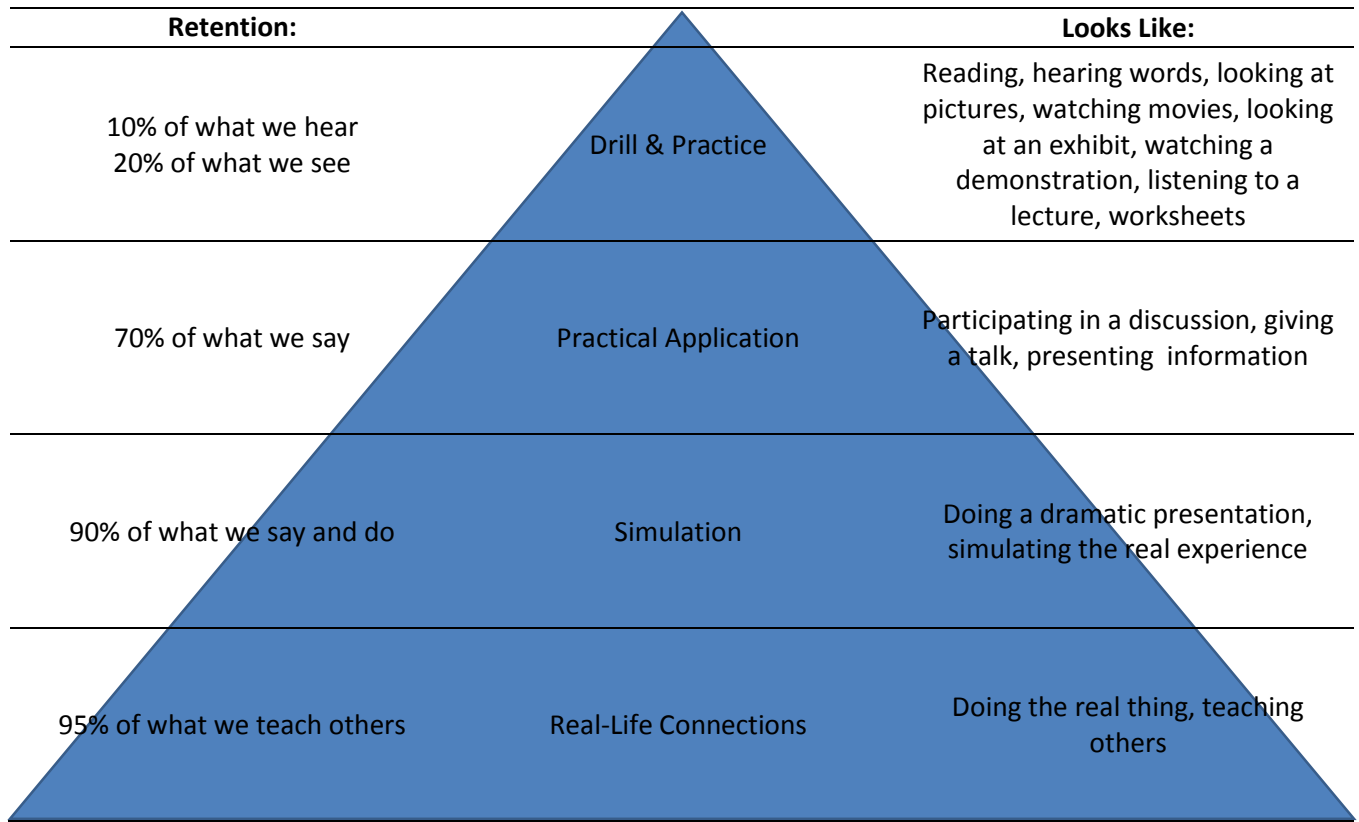 Retention:
Looks Like:
10% of what we hear
20% of what we see
Drill & Practice
Reading, hearing words, looking at
pictures, watching movies, looking
at an exhibit, watching a
demonstration, listening to a
lecture, worksheets
70% of what we say
Practical Application
Participating in a discussion, giving
a talk, presenting  information
90% of what we say and do
Simulation
Doing a dramatic presentation,
simulating the real experience
95% of what we teach others
Real-Life Connections
Doing the real thing, teaching
others